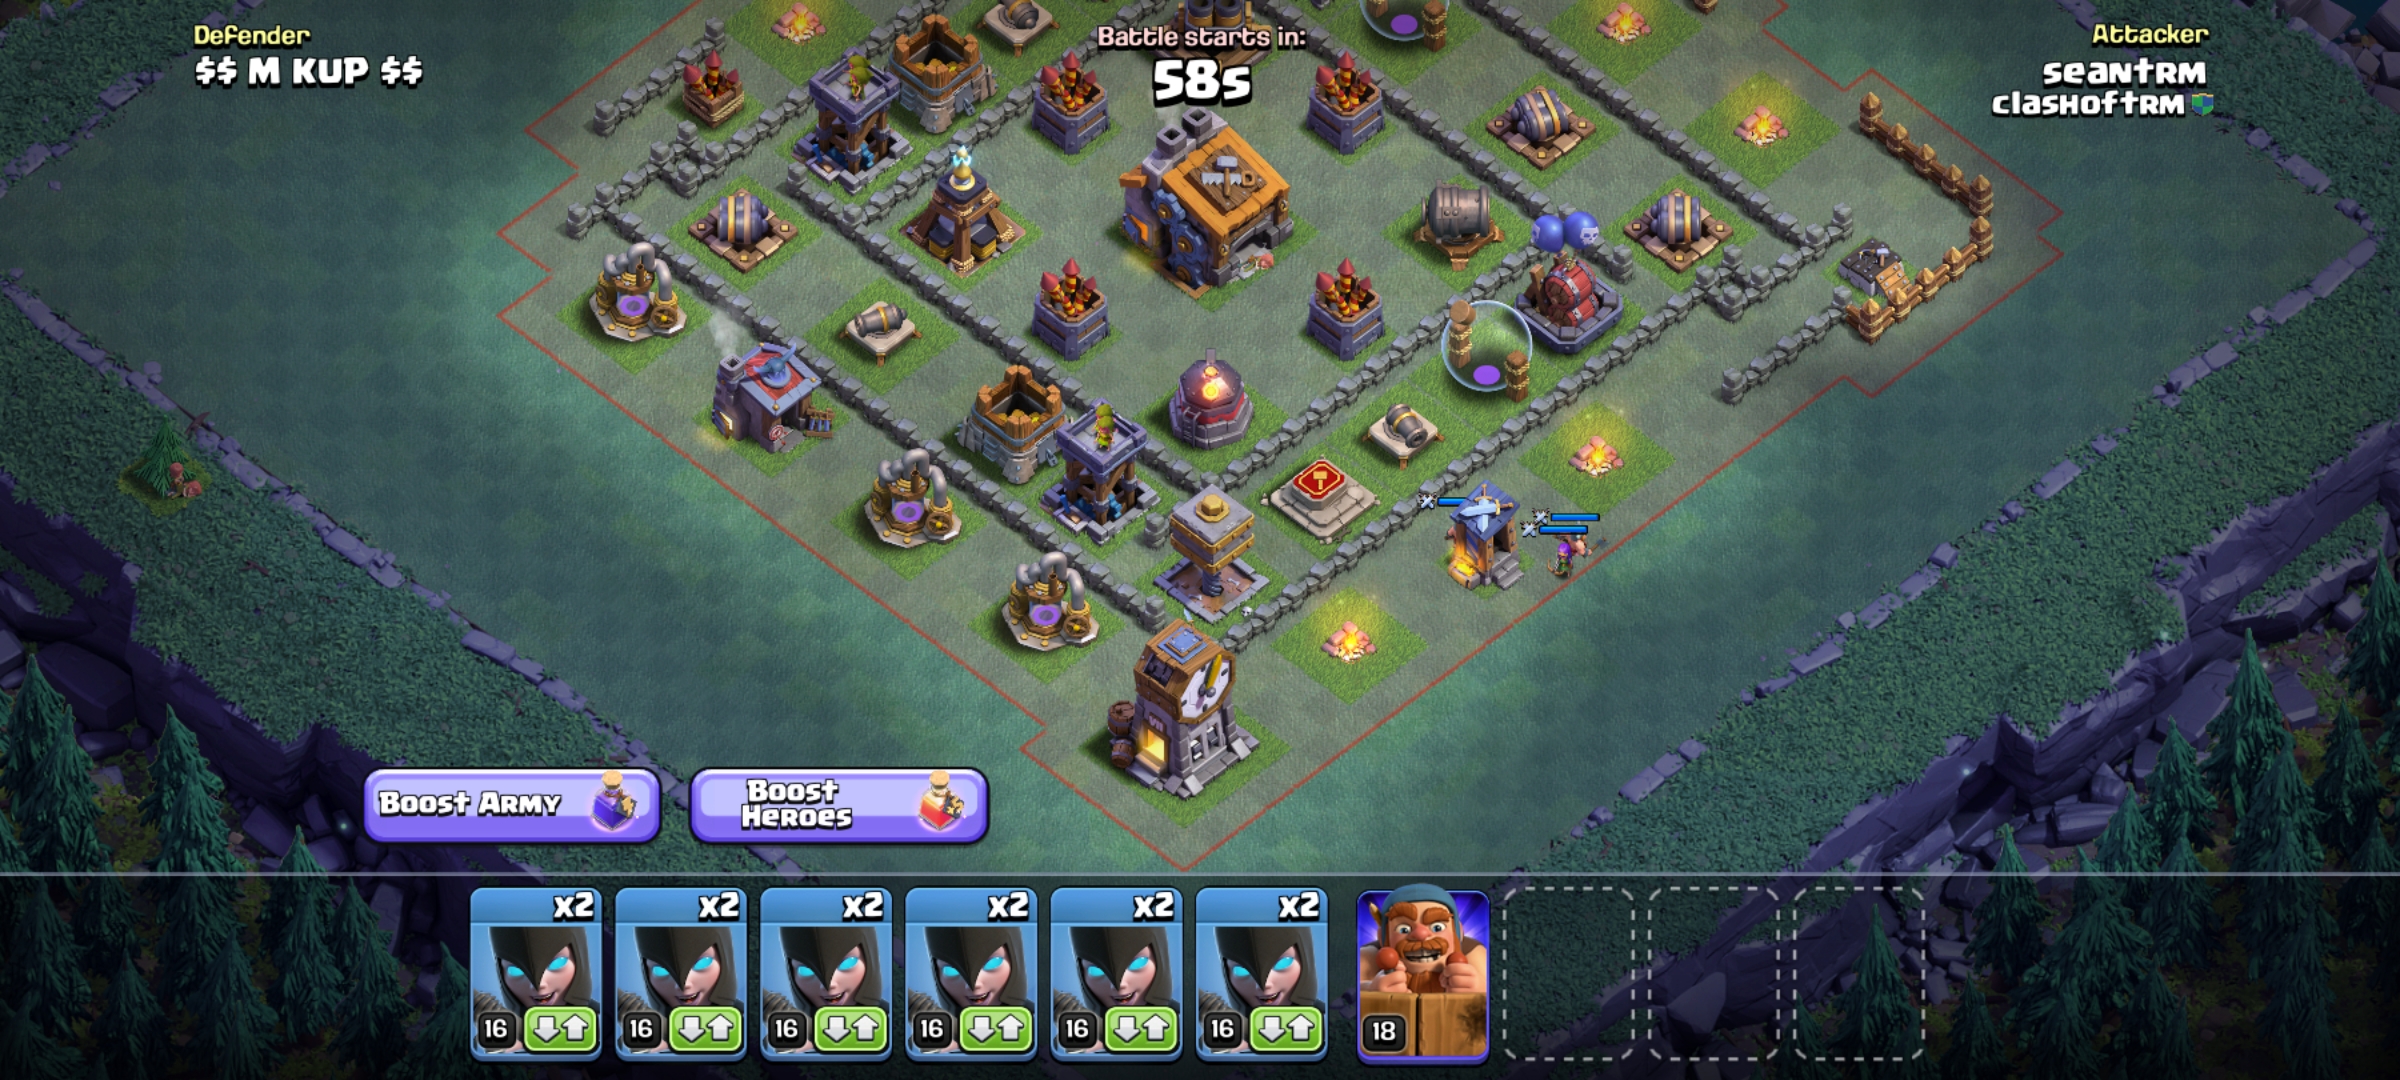 Defender
$$ M KUP $$
Battle starts in:
58s
Attacker
seantRM
clashoftRM
Boost Army
Boost Heroes
x2
x2
x2
x2
x2
x2
16
16
16
16
16
16
18